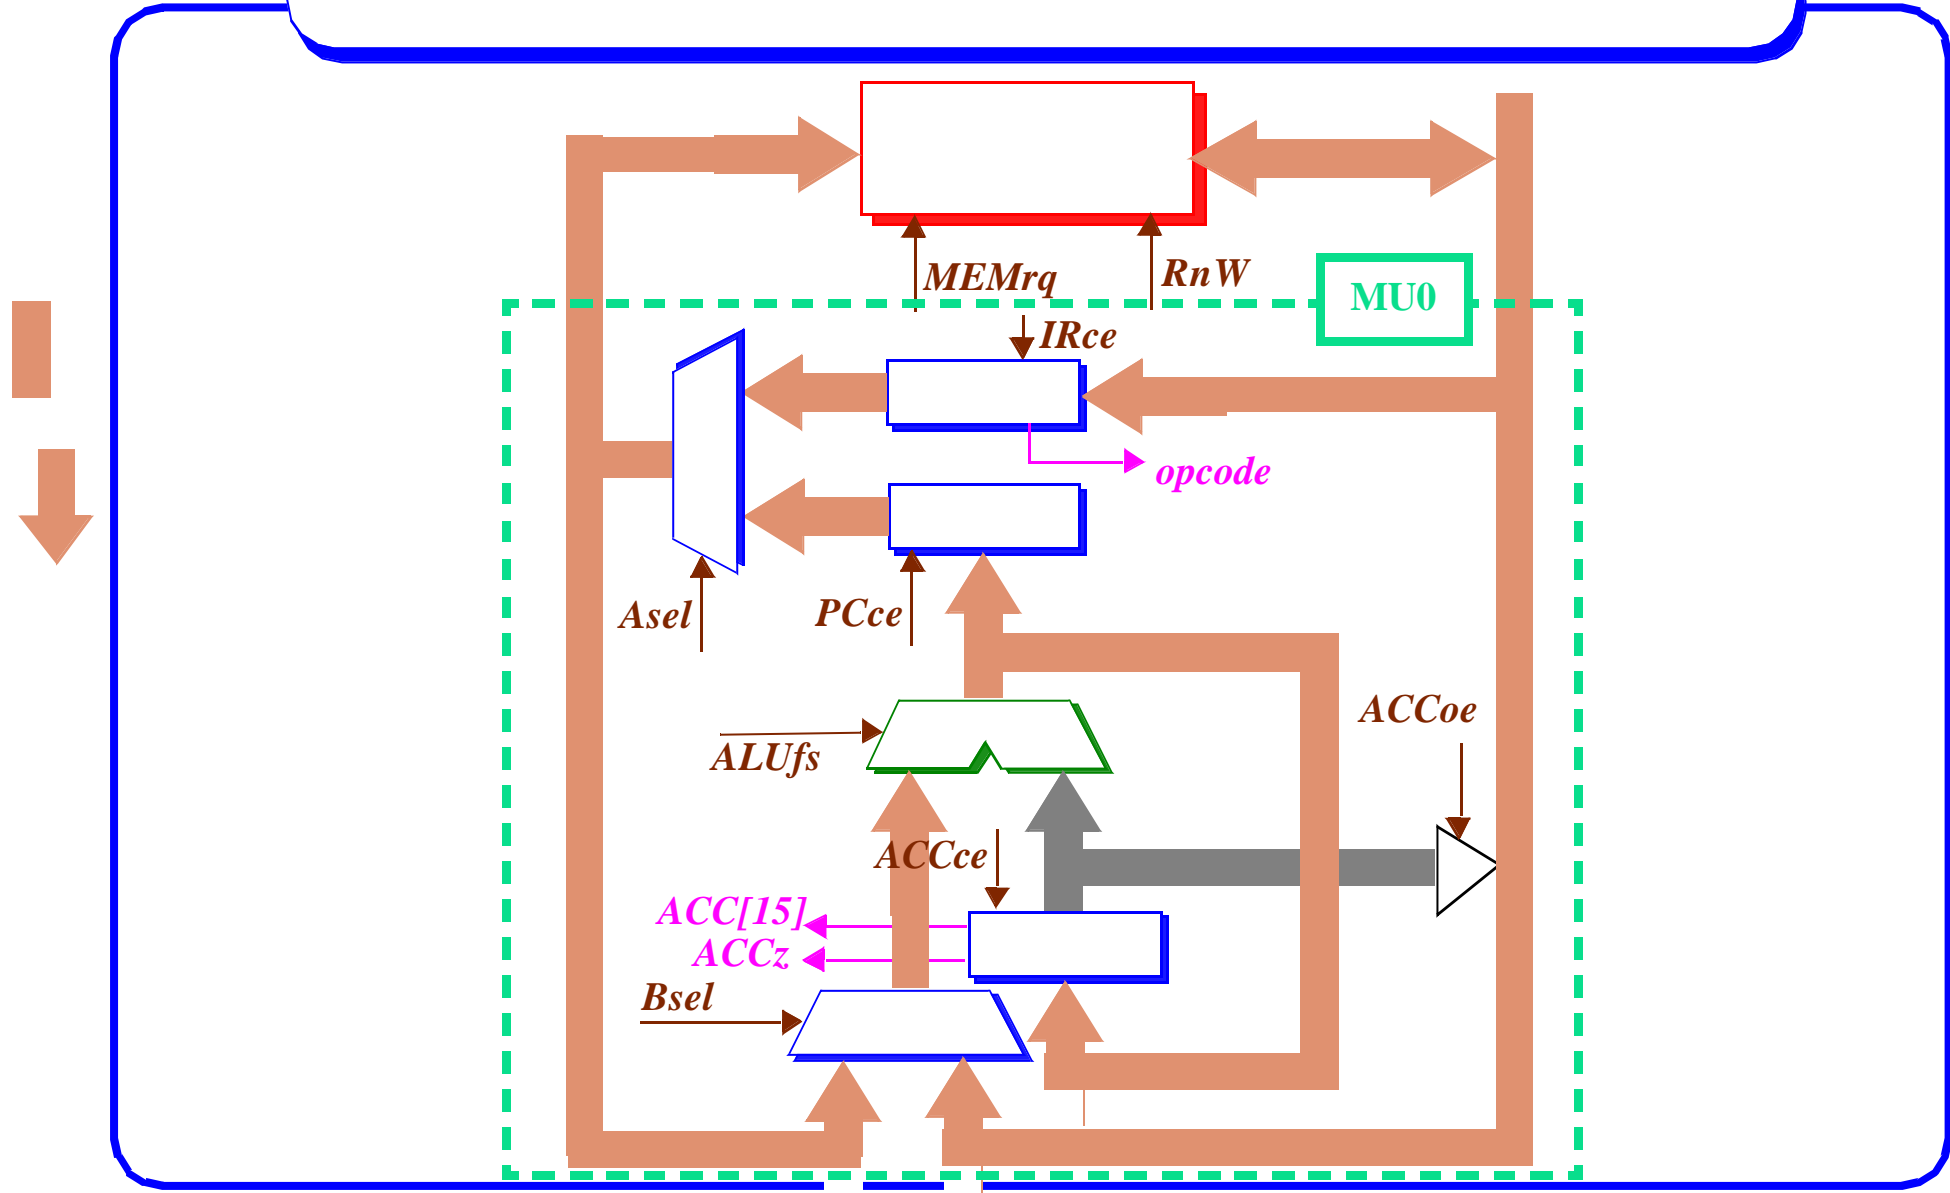 MEMrq
RnW
MU0
IRce
opcode
Asel
PCce
ACCoe
ALUfs
ACCce
ACC[15]
ACCz
Bsel